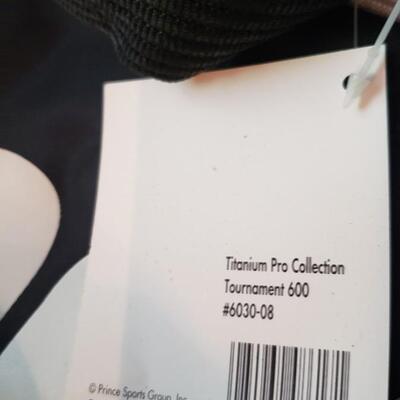 Titanium Pro Collection
Tournament 600
#6030-08
© Prince Sports Group, Inc.